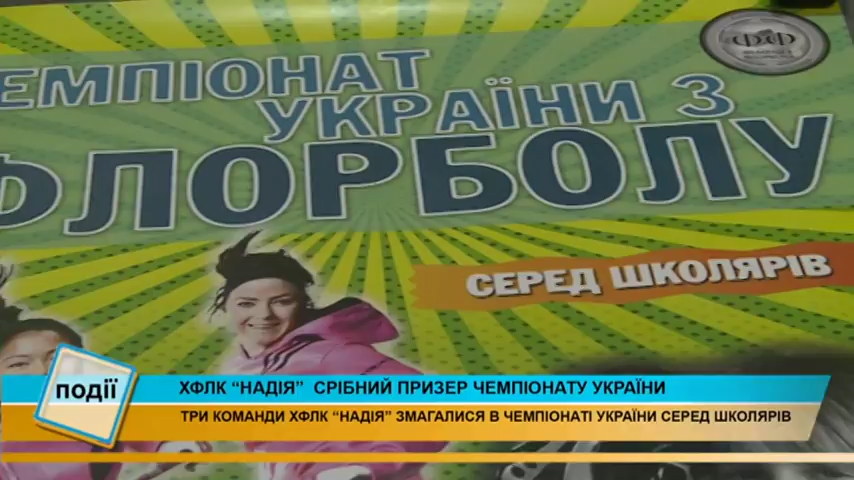 ЕМПІОНАТ
УКРАЇНИ З
ФЛОРБОЛУ
СЕРЕД ШКОЛЯРІВ
події
ХФЛК “НАДІЯ” СРІБНИЙ ПРИЗЕР ЧЕМПІОНАТУ УКРАЇНИ
ТРИ КОМАНДИ ХФЛК “НАДІЯ” ЗМАГАЛИСЯ В ЧЕМПІОНАТІ УКРАЇНИ СЕРЕД ШКОЛЯРІВ